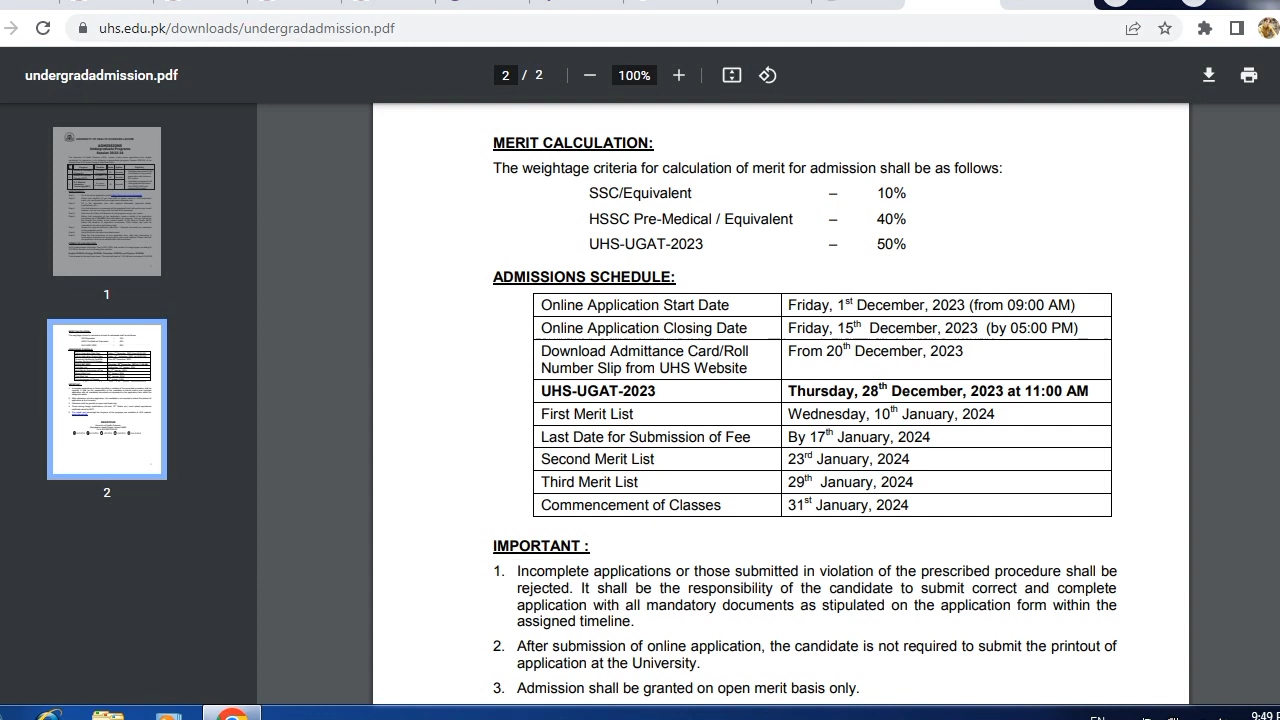 uhs.edu.pk/downloads/undergradadmission.pdf
undergradadmission.pdf
2 / 2
100%
1
2
MERIT CALCULATION:
The weightage criteria for calculation of merit for admission shall be as follows:
SSC/Equivalent – 10%
HSSC Pre-Medical / Equivalent – 40%
UHS-UGAT-2023 – 50%
ADMISSIONS SCHEDULE:
Online Application Start Date Friday, 1st December, 2023 (from 09:00 AM)
Online Application Closing Date Friday, 15th December, 2023 (by 05:00 PM)
Download Admittance Card/Roll From 20th December, 2023
Number Slip from UHS Website
UHS-UGAT-2023 Thursday, 28th December, 2023 at 11:00 AM
First Merit List Wednesday, 10th January, 2024
Last Date for Submission of Fee By 17th January, 2024
Second Merit List 23rd January, 2024
Third Merit List 29th January, 2024
Commencement of Classes 31st January, 2024
IMPORTANT :
1. Incomplete applications or those submitted in violation of the prescribed procedure shall be
rejected. It shall be the responsibility of the candidate to submit correct and complete
application with all mandatory documents as stipulated on the application form within the
assigned timeline.
2. After submission of online application, the candidate is not required to submit the printout of
application at the University.
3. Admission shall be granted on open merit basis only.
EN
9:49